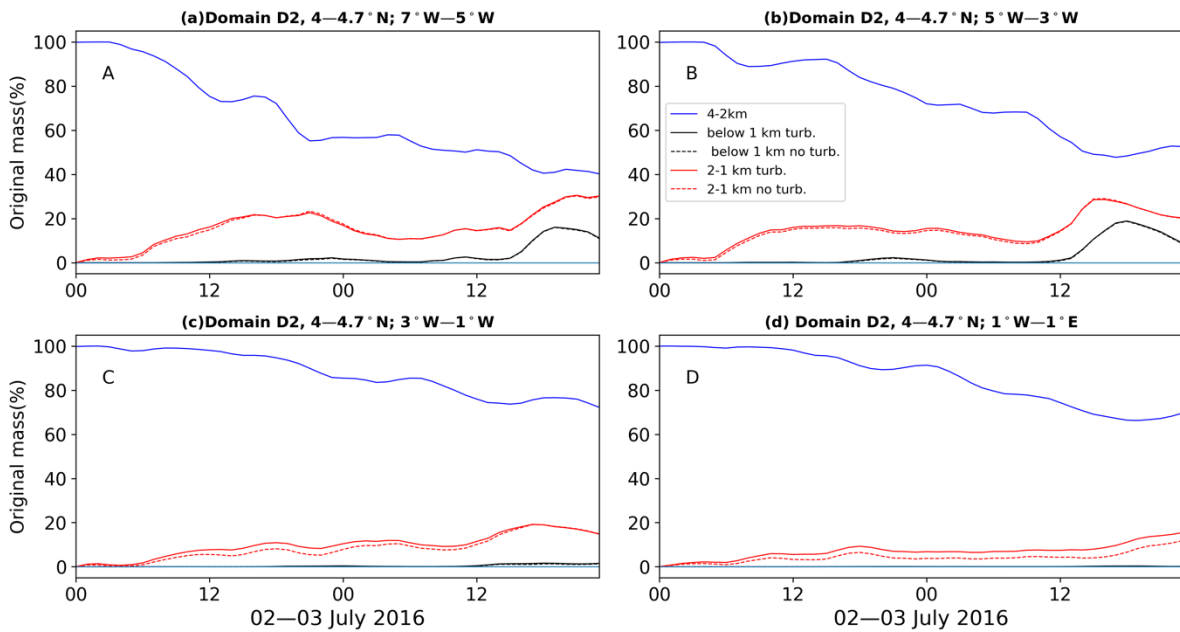 (a)Domain D2, 4—4.7°N; 7°W—5°W
(b)Domain D2, 4—4.7°N; 5°W—3°W
100
80
60
40
20
0
Original mass(%)
A
00
12
00
12
100
80
60
40
20
0
B
4-2km
below 1 km turb.
below 1 km no turb.
2-1 km turb.
2-1 km no turb.
00
12
00
12
(c)Domain D2, 4—4.7°N; 3°W—1°W
(d) Domain D2, 4—4.7°N; 1°W—1°E
100
80
60
40
20
0
Original mass(%)
C
00
12
00
12
02—03 July 2016
100
80
60
40
20
0
D
00
12
00
12
02—03 July 2016